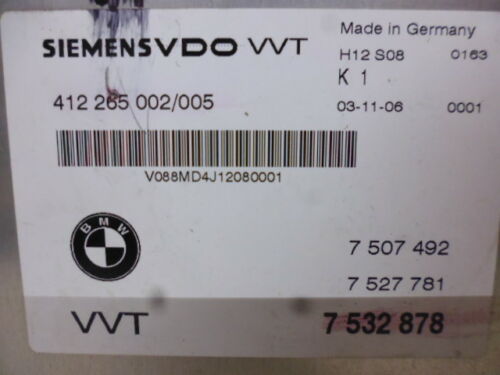 SIEMENSVDO VVT
Made in Germany
H12 S08 0163
K 1
412 265 002/005
03-11-06 0001
V088MD4J12080001
BMW
7 507 492
7 527 781
VVT 7 532 878